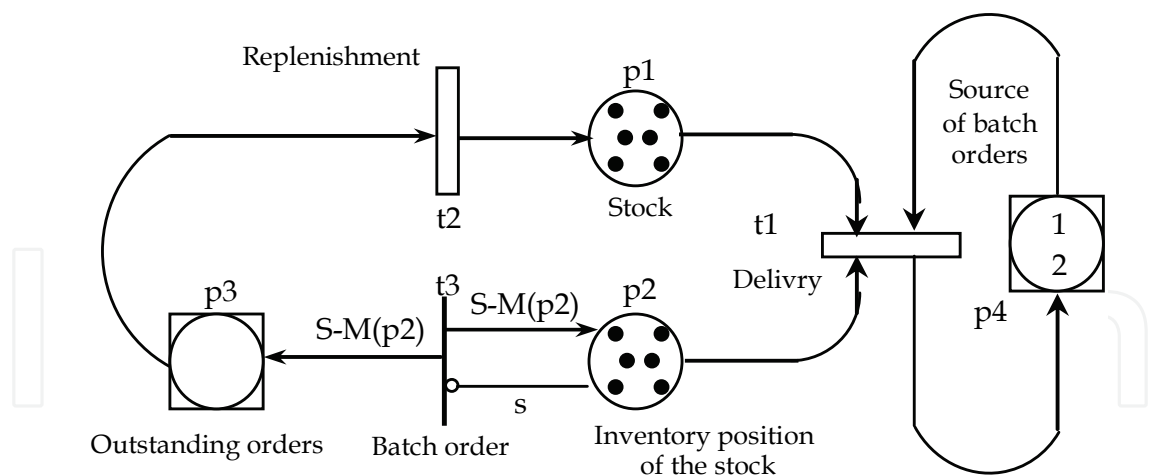 Replenishment
p1
Source
of batch
orders
t2
Stock
t1
1
2
Delivry
p4
t3
p3
p2
S-M(p2)
S-M(p2)
s
Outstanding orders
Batch order
Inventory position
of the stock